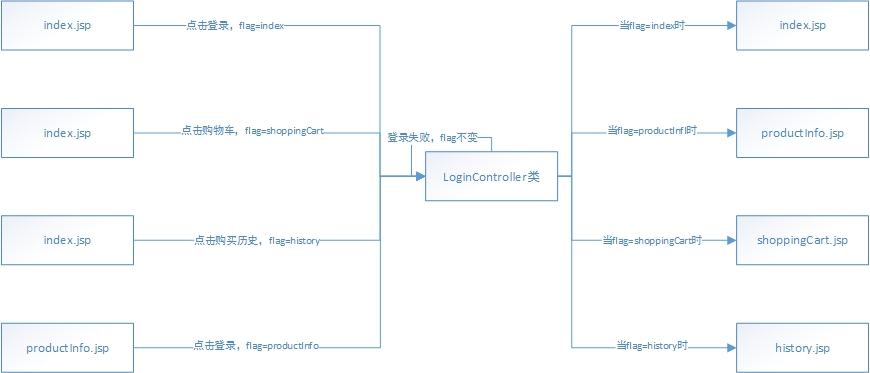 index.jsp
点击登录，flag=index
当flag=index时
index.jsp
index.jsp
点击购物车，flag=shoppingCart
登录失败，flag不变
当flag=productInfl时
productInfo.jsp
LoginController类
index.jsp
点击购买历史，flag=history
当flag=shoppingCart时
shoppingCart.jsp
productInfo.jsp
点击登录，flag=productInfo
当flag=history时
history.jsp